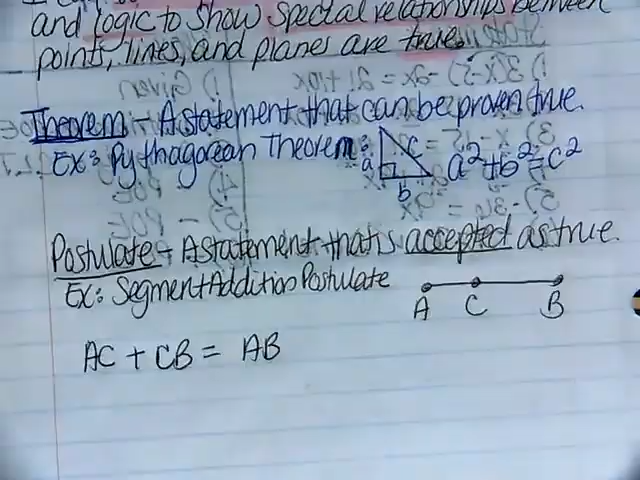 and logic to show special relationships between
points, lines, and planes are true.
Theorem - A statement that can be proven true.
Ex: Pythagorean Theorem: a c b a² + b² = c²
Postulate - A statement that is accepted as true.
Ex: Segment Addition Postulate
A C B
AC + CB = AB